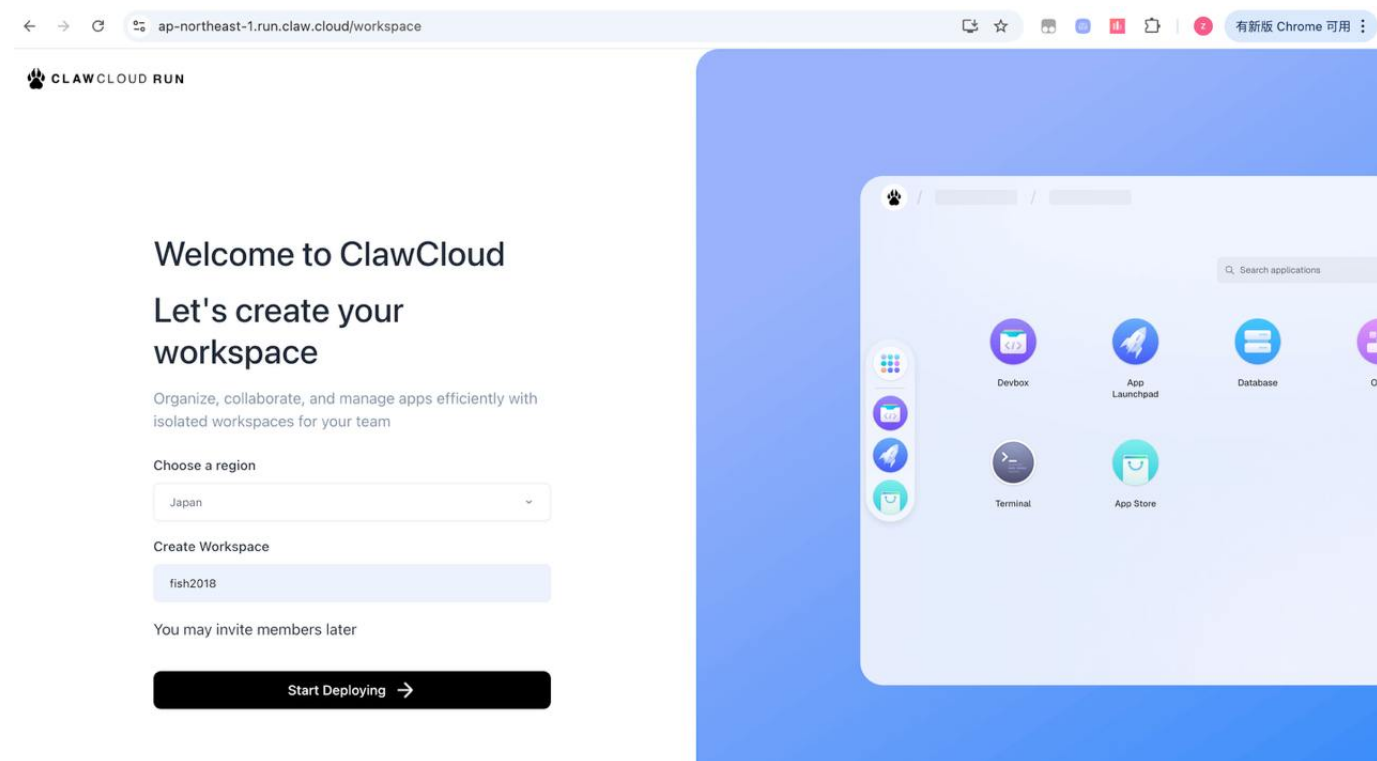 ap-northeast-1.run.claw.cloud/workspace
Z
有新版 Chrome 可用
CLAWCLOUD RUN
Welcome to ClawCloud
Let's create your
workspace
Organize, collaborate, and manage apps efficiently with
isolated workspaces for your team
Choose a region
Japan
Create Workspace
fish2018
You may invite members later
Start Deploying
/ /
Search applications
Devbox
App
Launchpad
Database
O
Terminal
App Store